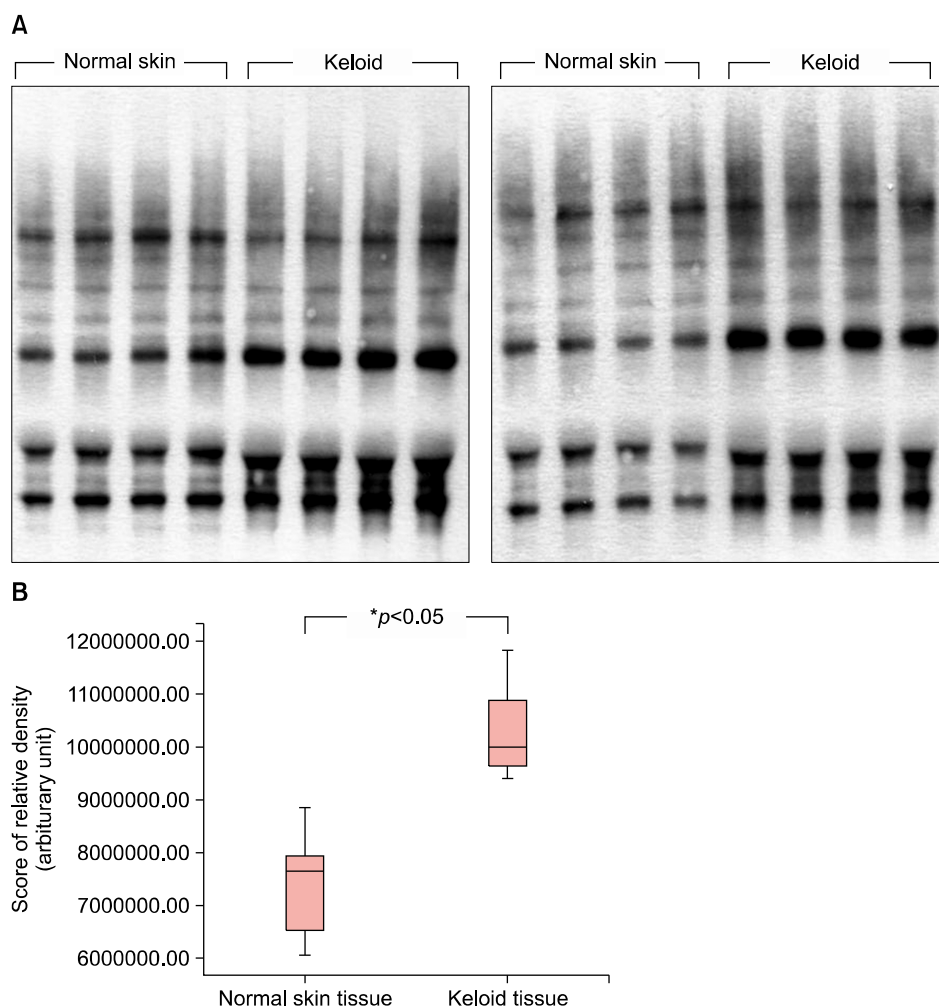 A
Normal skin Keloid Normal skin Keloid
B
*p<0.05
12000000.00
11000000.00
10000000.00
9000000.00
8000000.00
7000000.00
6000000.00
Score of relative density
(arbiturary unit)
Normal skin tissue Keloid tissue